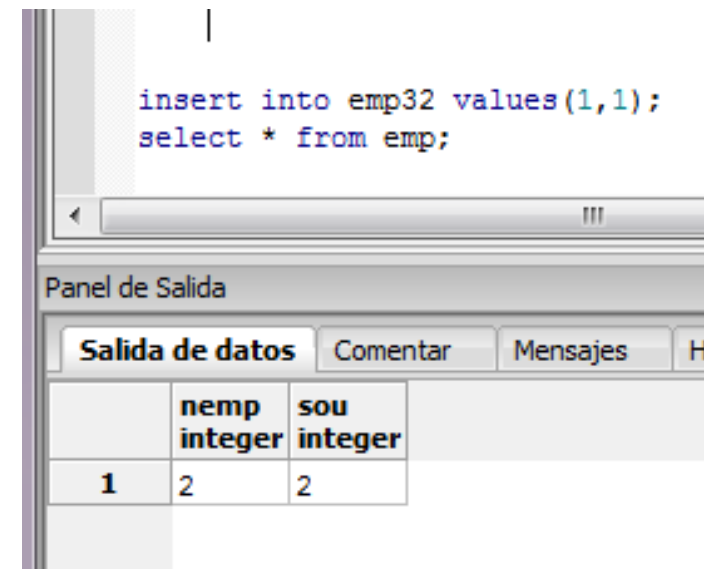 insert into emp32 values(1,1);
select * from emp;
Panel de Salida
Salida de datos Comentar Mensajes H
nemp sou
integer integer
1 2 2